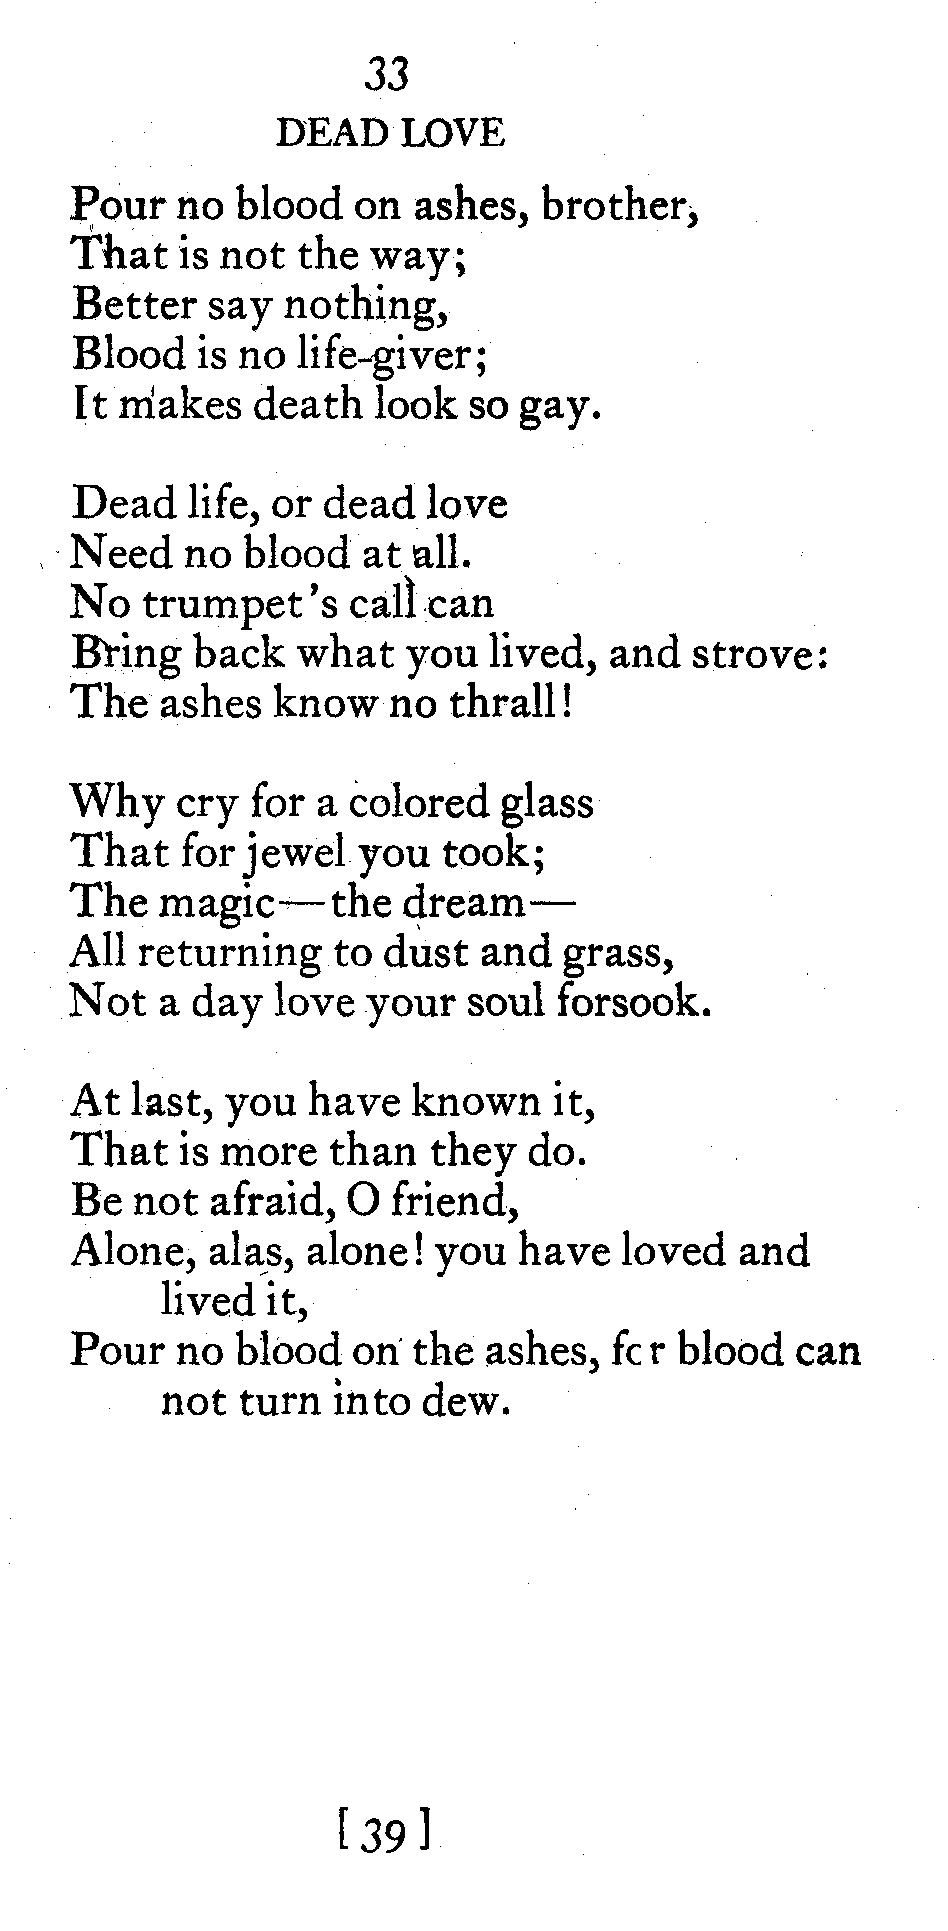 33
DEAD LOVE
Pour no blood on ashes, brother,
That is not the way;
Better say nothing,
Blood is no life-giver;
It makes death look so gay.
Dead life, or dead love
Need no blood at all.
No trumpet's call can
Bring back what you lived, and strove:
The ashes know no thrall!
Why cry for a colored glass
That for jewel you took;
The magic—the dream—
All returning to dust and grass,
Not a day love your soul forsook.
At last, you have known it,
That is more than they do.
Be not afraid, O friend,
Alone, alas, alone! you have loved and
lived it,
Pour no blood on the ashes, for blood can
not turn into dew.
[ 39 ]